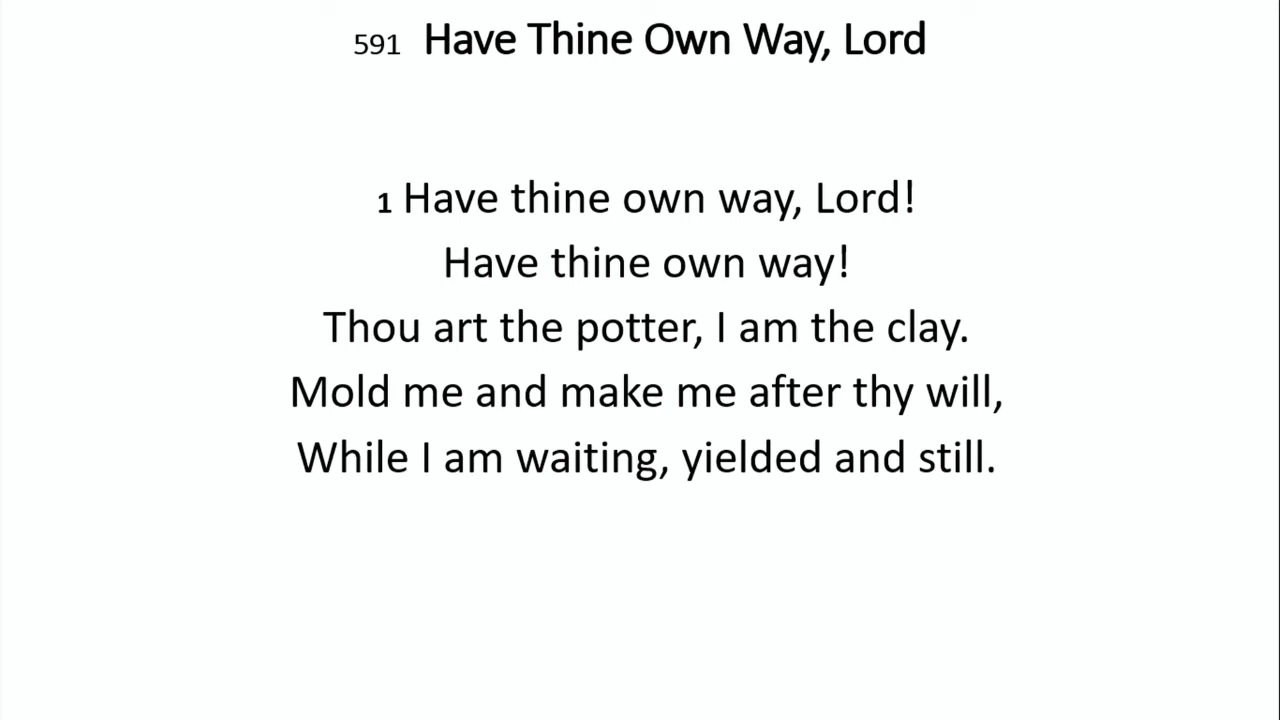 591 Have Thine Own Way, Lord
1 Have thine own way, Lord!
Have thine own way!
Thou art the potter, I am the clay.
Mold me and make me after thy will,
While I am waiting, yielded and still.